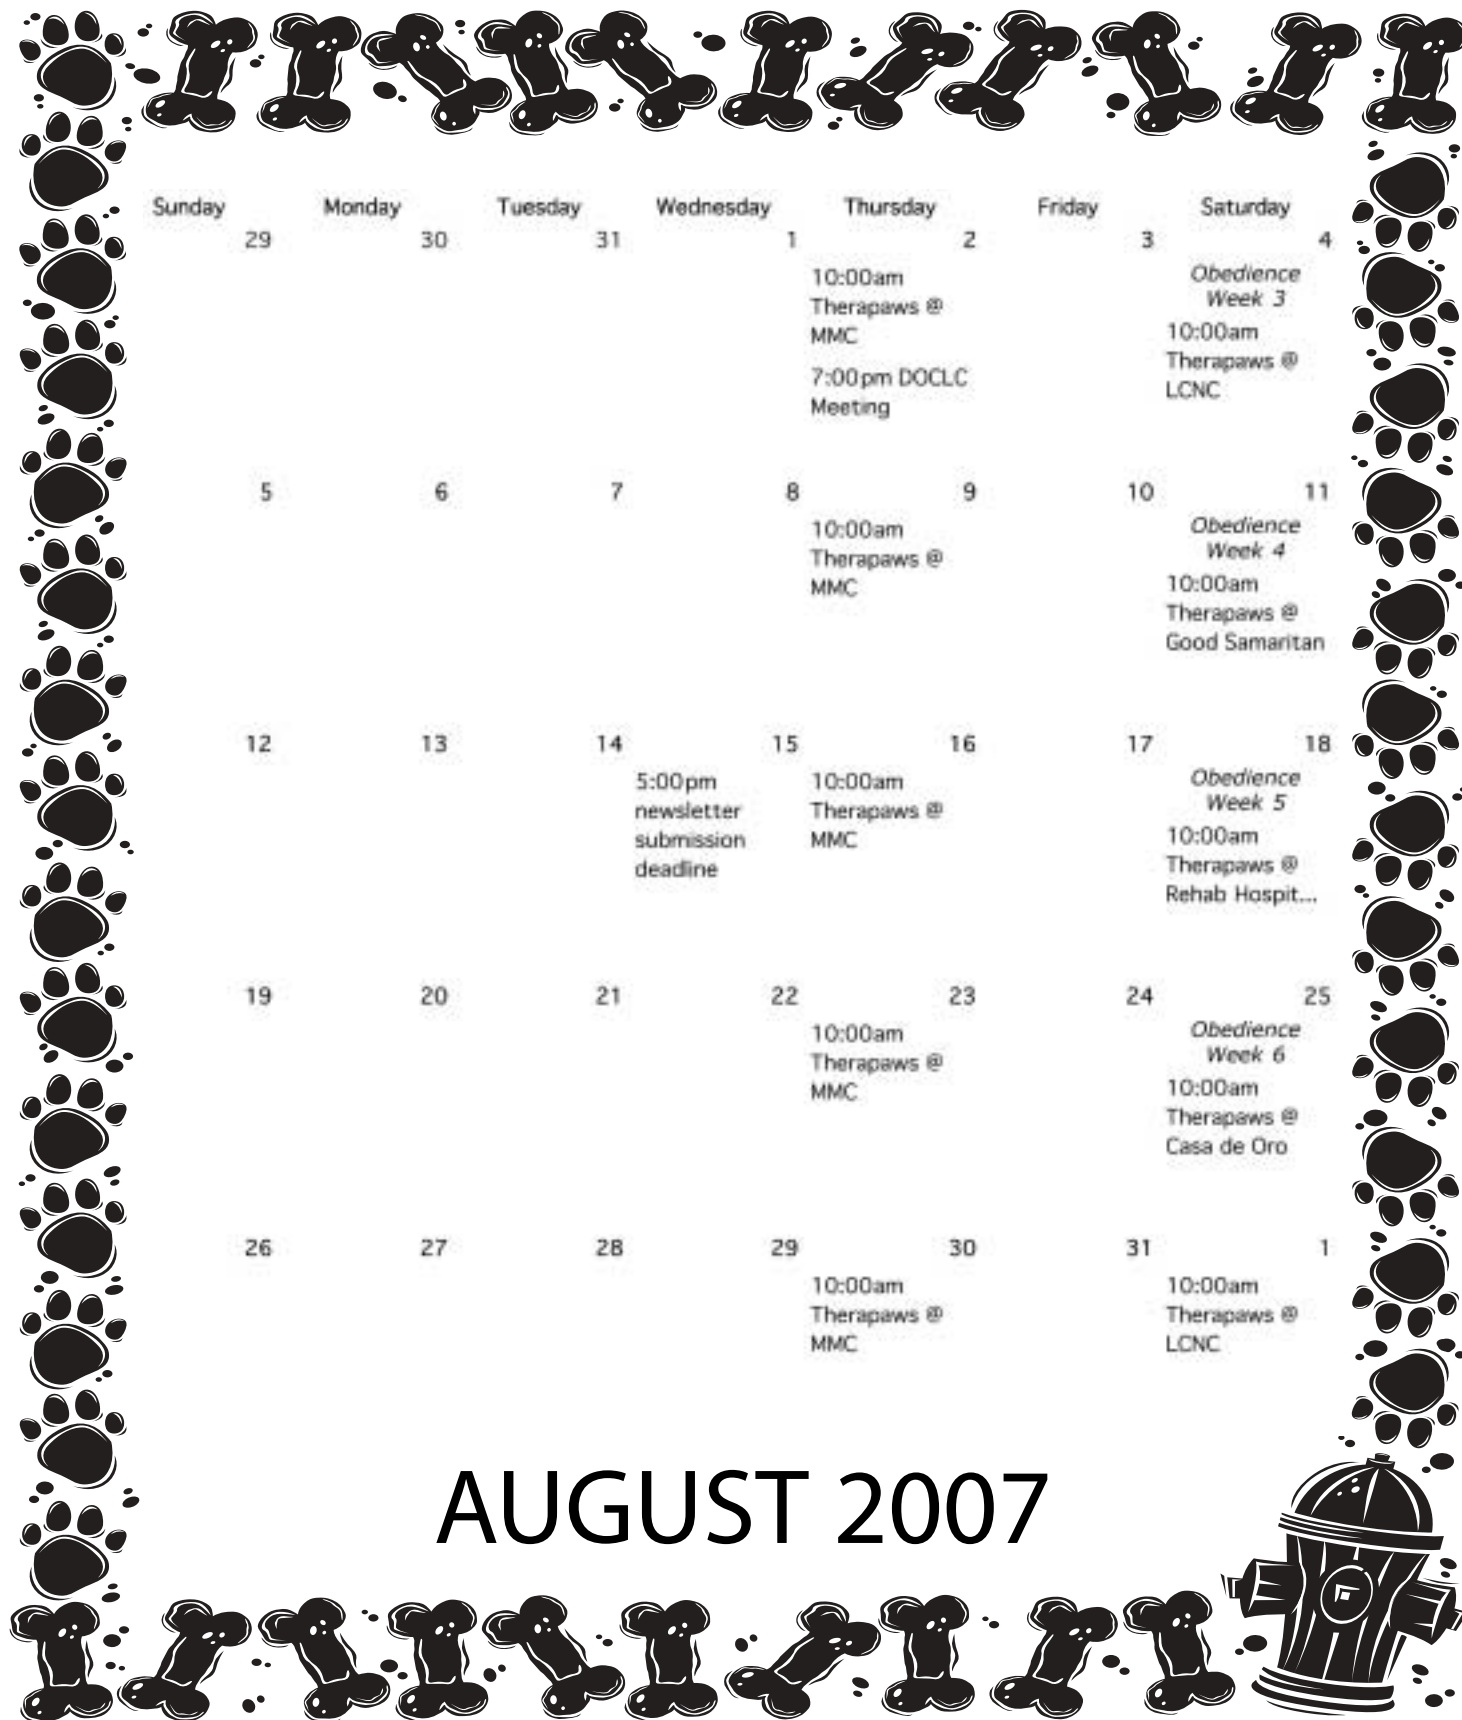 Sunday Monday Tuesday Wednesday Thursday Friday Saturday
29 30 31 1 2 3 4
10:00am
Therapaws @
MMC
7:00pm DOCLC
Meeting
Obedience
Week 3
10:00am
Therapaws @
LCNC
5 6 7 8 9 10 11
10:00am
Therapaws @
MMC
Obedience
Week 4
10:00am
Therapaws @
Good Samaritan
12 13 14 15 16 17 18
5:00pm
newsletter
submission
deadline
10:00am
Therapaws @
MMC
Obedience
Week 5
10:00am
Therapaws @
Rehab Hospit...
19 20 21 22 23 24 25
10:00am
Therapaws @
MMC
Obedience
Week 6
10:00am
Therapaws @
Casa de Oro
26 27 28 29 30 31 1
10:00am
Therapaws @
MMC
10:00am
Therapaws @
LCNC
AUGUST 2007